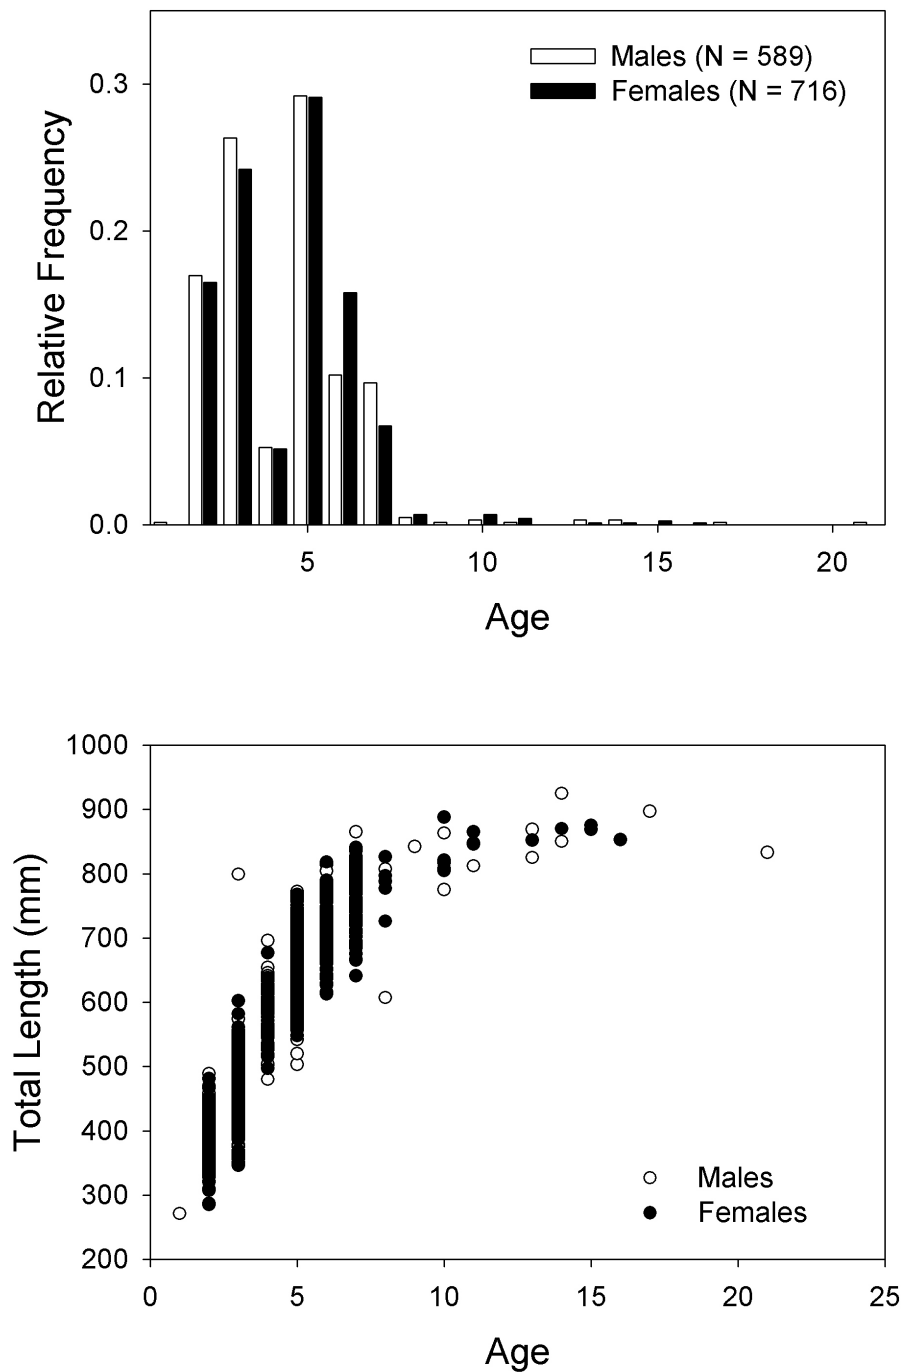 Males (N = 589)
Females (N = 716)
0.3
0.2
0.1
0.0
Relative Frequency
5 10 15 20
Age
1000
900
800
700
600
500
400
300
200
Total Length (mm)
Males
Females
0 5 10 15 20 25
Age